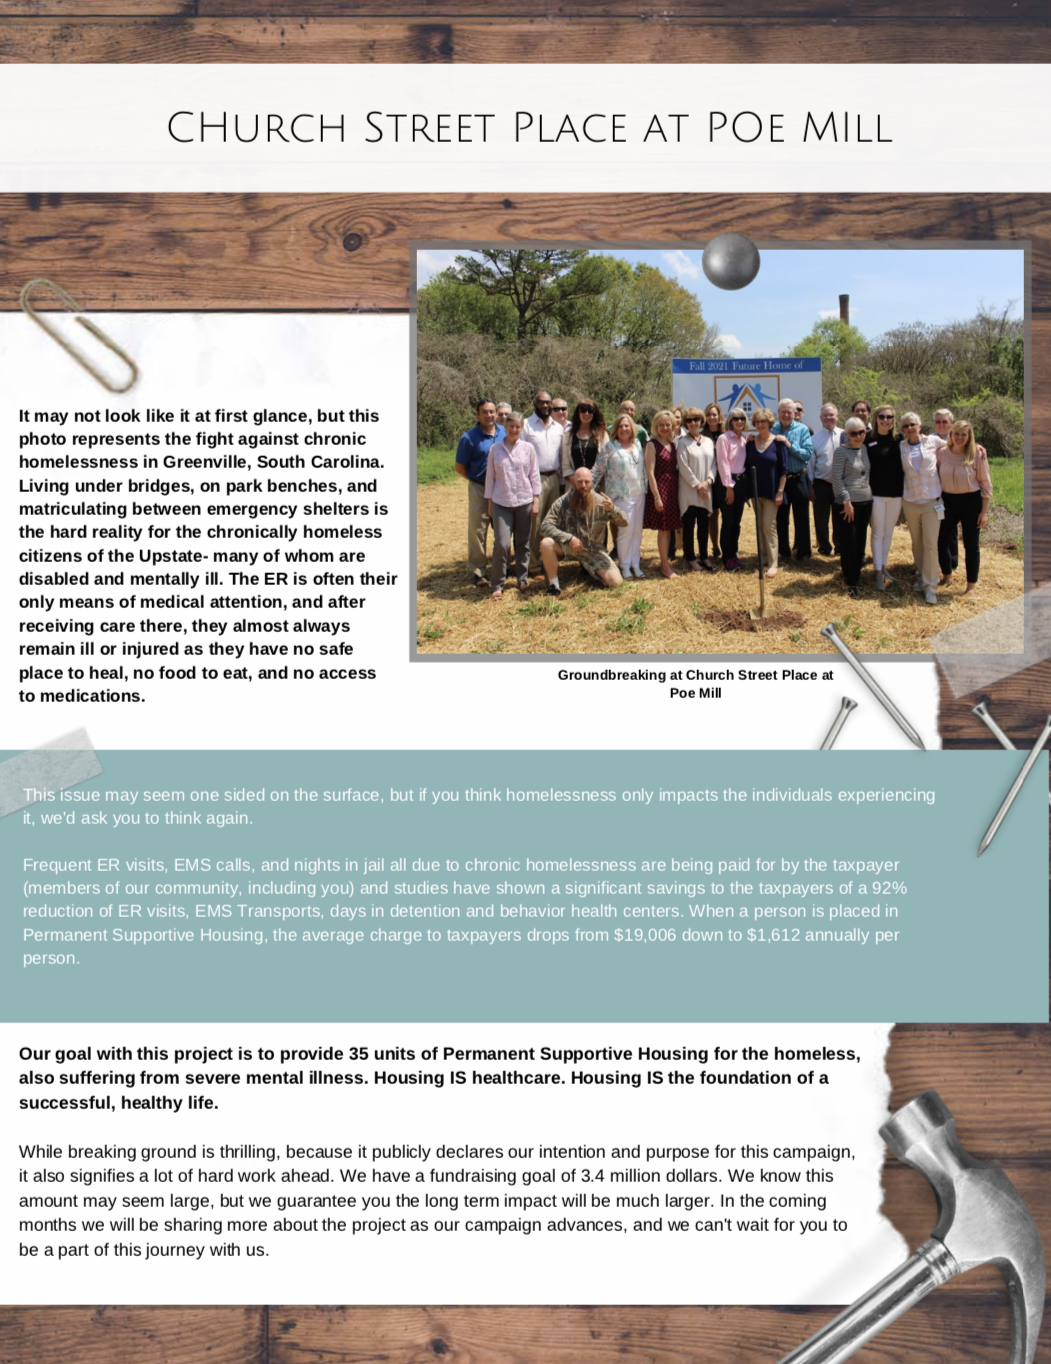 CHurch Street Place at POe MIll
Fall 2021 Future Home of
It may not look like it at first glance, but this
photo represents the fight against chronic
homelessness in Greenville, South Carolina.
Living under bridges, on park benches, and
matriculating between emergency shelters is
the hard reality for the chronically homeless
citizens of the Upstate- many of whom are
disabled and mentally ill. The ER is often their
only means of medical attention, and after
receiving care there, they almost always
remain ill or injured as they have no safe
place to heal, no food to eat, and no access
to medications.
Groundbreaking at Church Street Place at
Poe Mill
This issue may seem one sided on the surface, but if you think homelessness only impacts the individuals experiencing
it, we'd ask you to think again.
Frequent ER visits, EMS calls, and nights in jail all due to chronic homelessness are being paid for by the taxpayer
(members of our community, including you) and studies have shown a significant savings to the taxpayers of a 92%
reduction of ER visits, EMS Transports, days in detention and behavior health centers. When a person is placed in
Permanent Supportive Housing, the average charge to taxpayers drops from $19,006 down to $1,612 annually per
person.
Our goal with this project is to provide 35 units of Permanent Supportive Housing for the homeless,
also suffering from severe mental illness. Housing IS healthcare. Housing IS the foundation of a
successful, healthy life.
While breaking ground is thrilling, because it publicly declares our intention and purpose for this campaign,
it also signifies a lot of hard work ahead. We have a fundraising goal of 3.4 million dollars. We know this
amount may seem large, but we guarantee you the long term impact will be much larger. In the coming
months we will be sharing more about the project as our campaign advances, and we can't wait for you to
be a part of this journey with us.